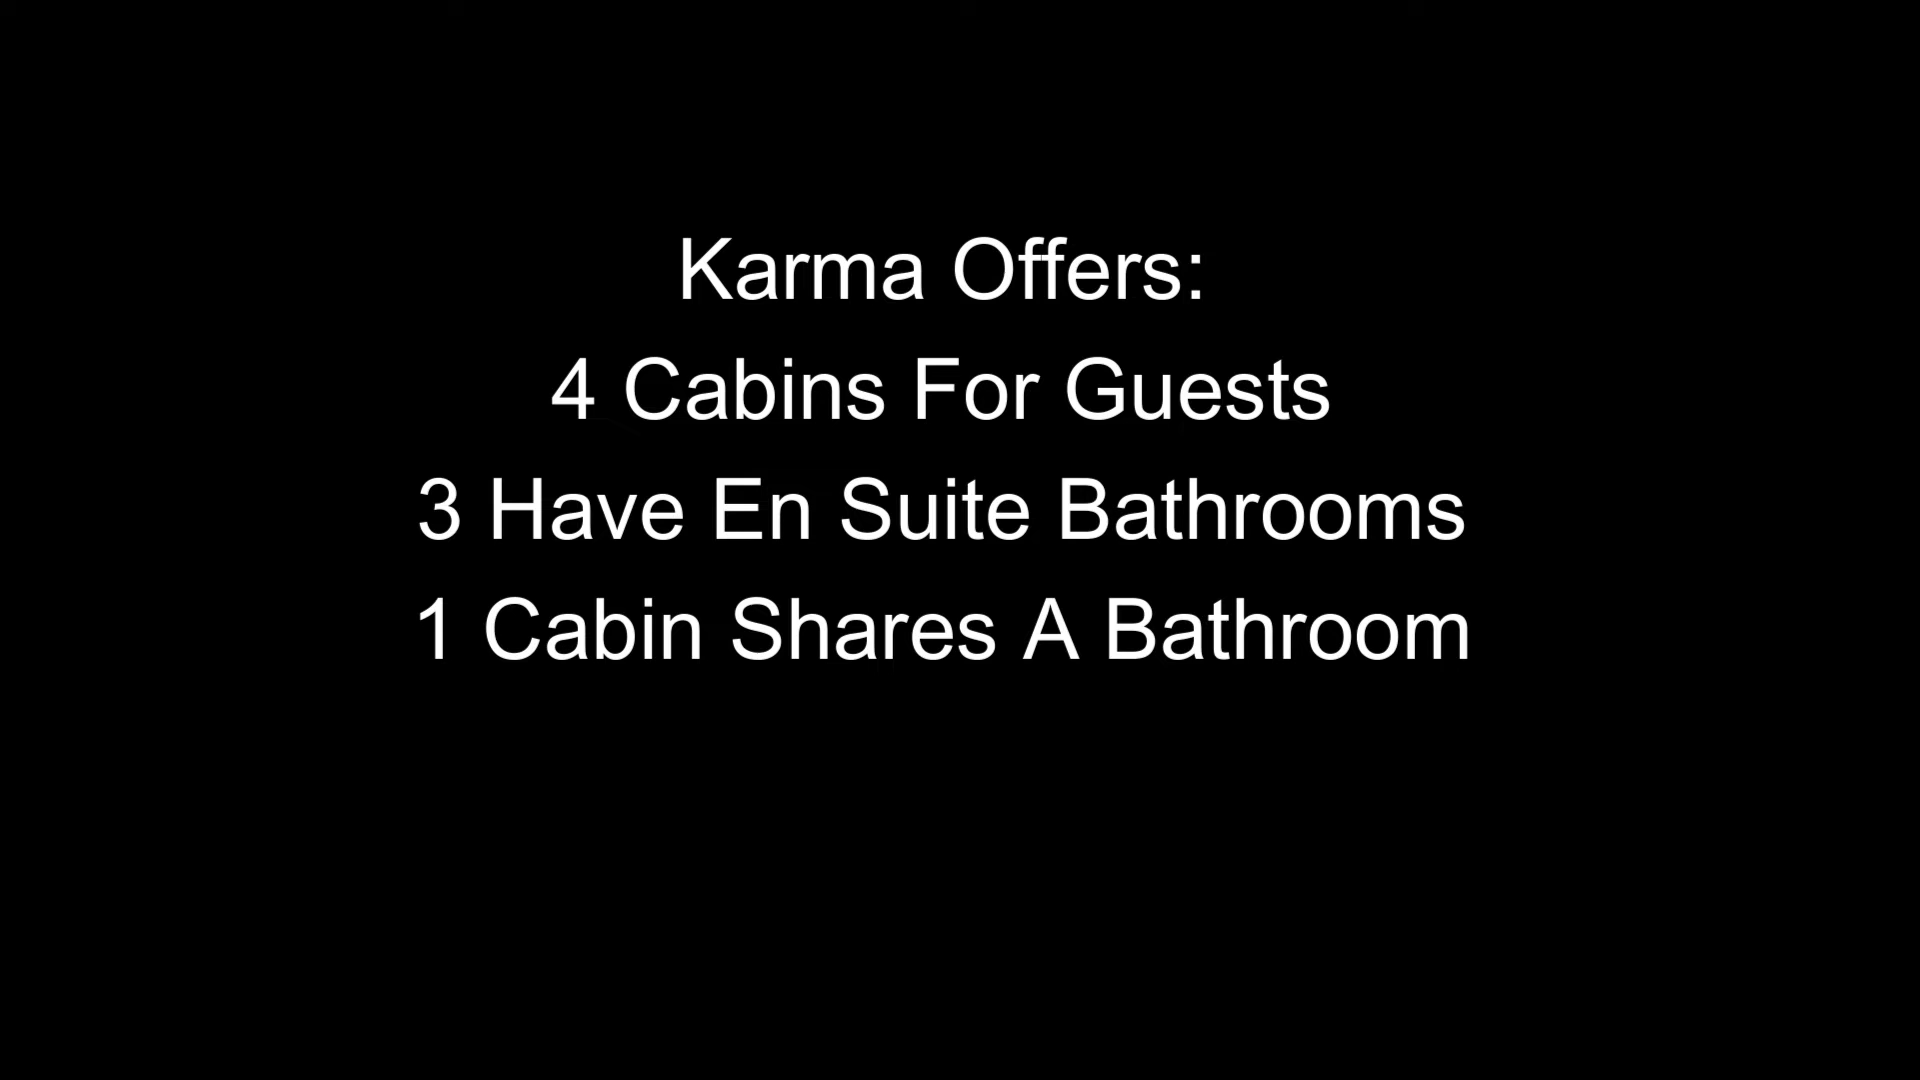 Karma Offers:
4 Cabins For Guests
3 Have En Suite Bathrooms
1 Cabin Shares A Bathroom